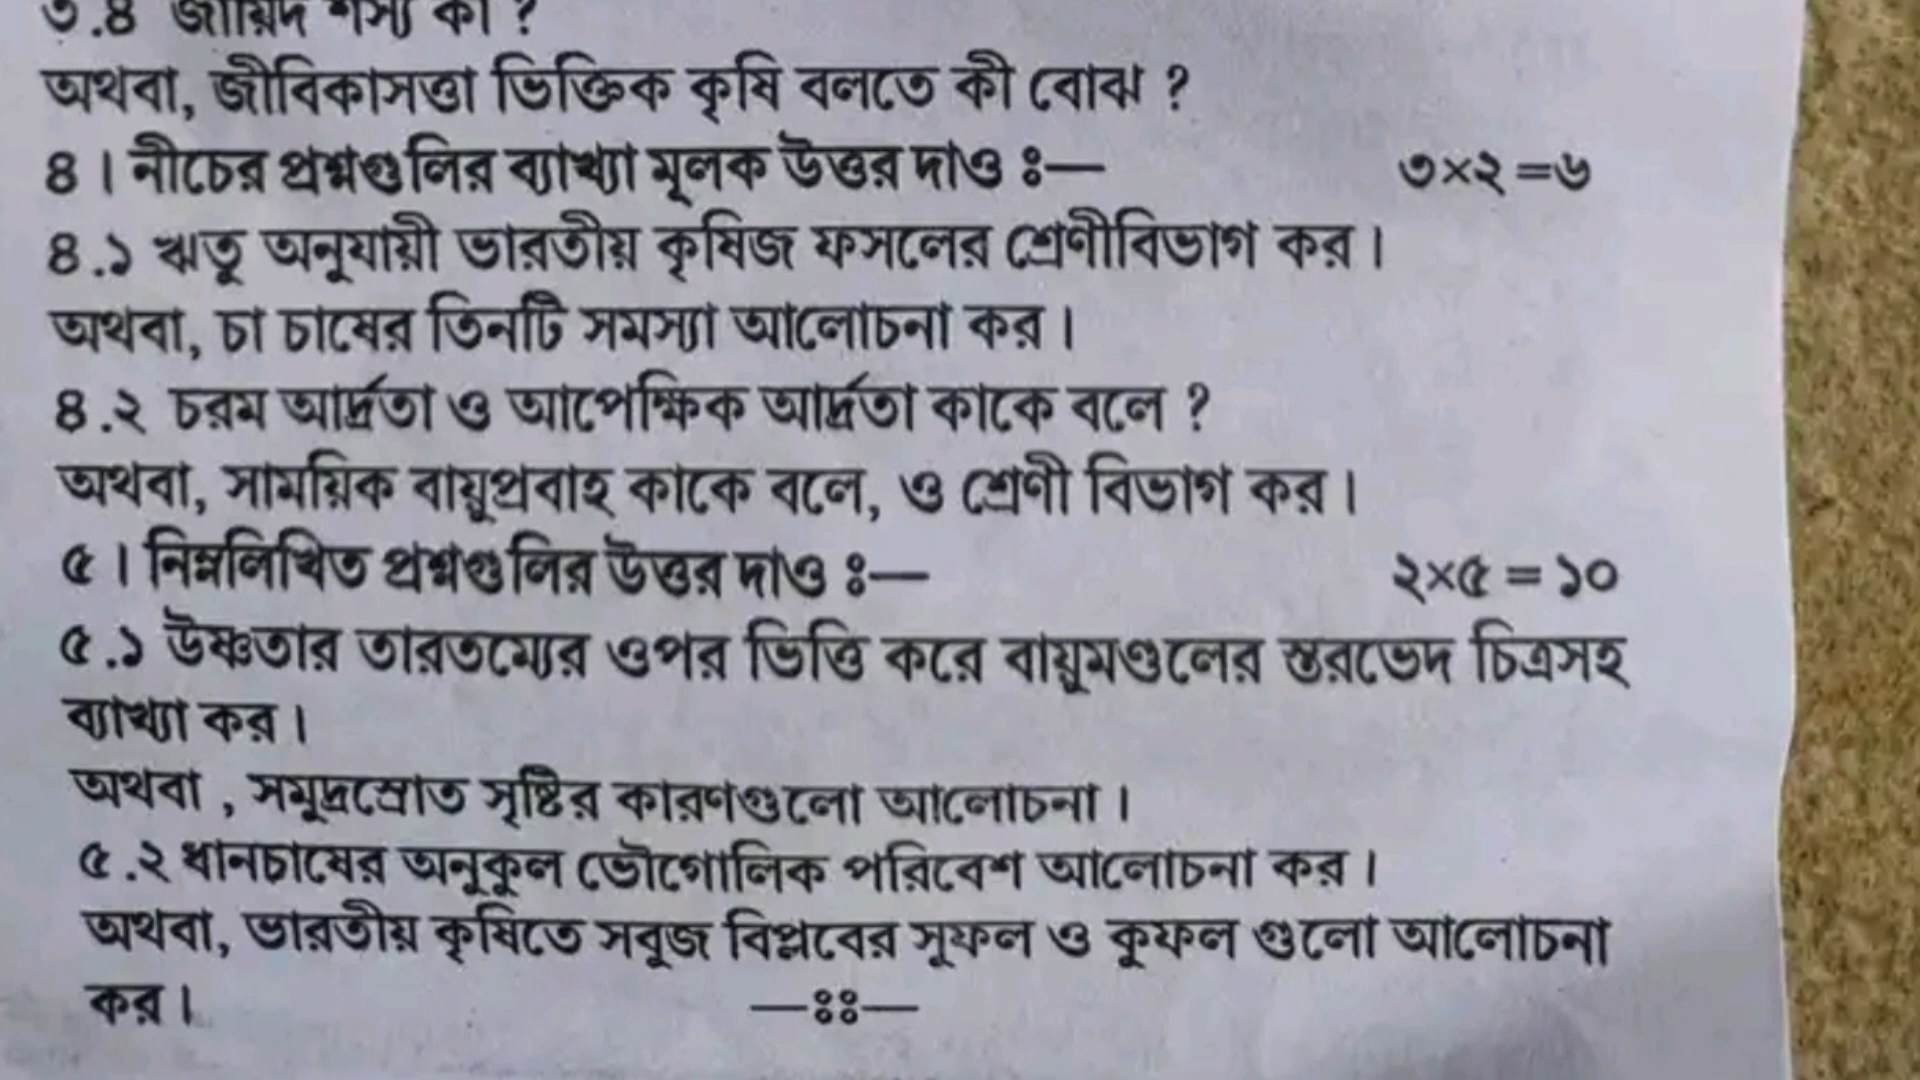 ৩.৪ জায়িদ শস্য কী ?
অথবা, জীবিকাসত্তা ভিক্তিক কৃষি বলতে কী বোঝ ?
৪ । নীচের প্রশ্নগুলির ব্যাখ্যা মূলক উত্তর দাও ঃ— ৩×২=৬
৪.১ ঋতু অনুযায়ী ভারতীয় কৃষিজ ফসলের শ্রেণীবিভাগ কর ।
অথবা, চা চাষের তিনটি সমস্যা আলোচনা কর ।
৪.২ চরম আর্দ্রতা ও আপেক্ষিক আর্দ্রতা কাকে বলে ?
অথবা, সাময়িক বায়ুপ্রবাহ কাকে বলে, ও শ্রেণী বিভাগ কর ।
৫ । নিম্নলিখিত প্রশ্নগুলির উত্তর দাও ঃ— ২×৫=১০
৫.১ উষ্ণতার তারতম্যের ওপর ভিত্তি করে বায়ুমণ্ডলের স্তরভেদ চিত্রসহ
ব্যাখ্যা কর ।
অথবা , সমুদ্রস্রোত সৃষ্টির কারণগুলো আলোচনা ।
৫.২ ধানচাষের অনুকুল ভৌগোলিক পরিবেশ আলোচনা কর ।
অথবা, ভারতীয় কৃষিতে সবুজ বিপ্লবের সুফল ও কুফল গুলো আলোচনা
কর । —ঃঃ—